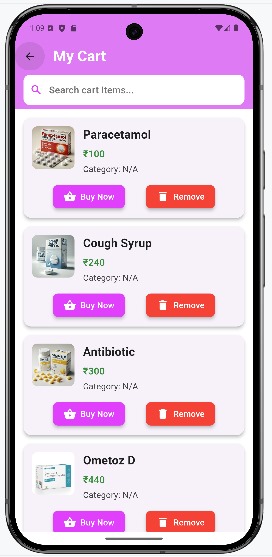 1:09
My Cart
Search cart Items...
Paracetamol
₹100
Category: N/A
Buy Now Remove
Cough Syrup
₹240
Category: N/A
Buy Now Remove
Antibiotic
₹300
Category: N/A
Buy Now Remove
Ometoz D
₹440
Category: N/A
Buy Now Remove